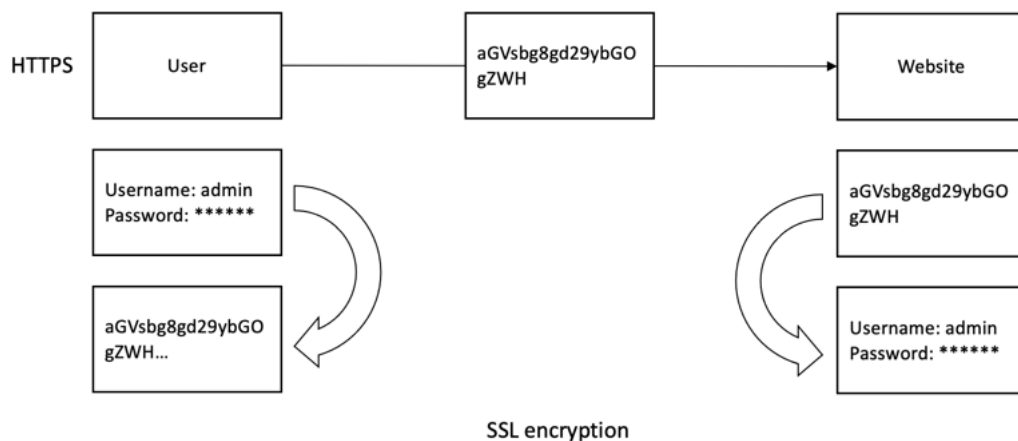 HTTPS
User
aGVsbg8gd29ybGO
gZWH
Website
Username: admin
Password: ******
aGVsbg8gd29ybGO
gZWH
aGVsbg8gd29ybGO
gZWH...
Username: admin
Password: ******
SSL encryption